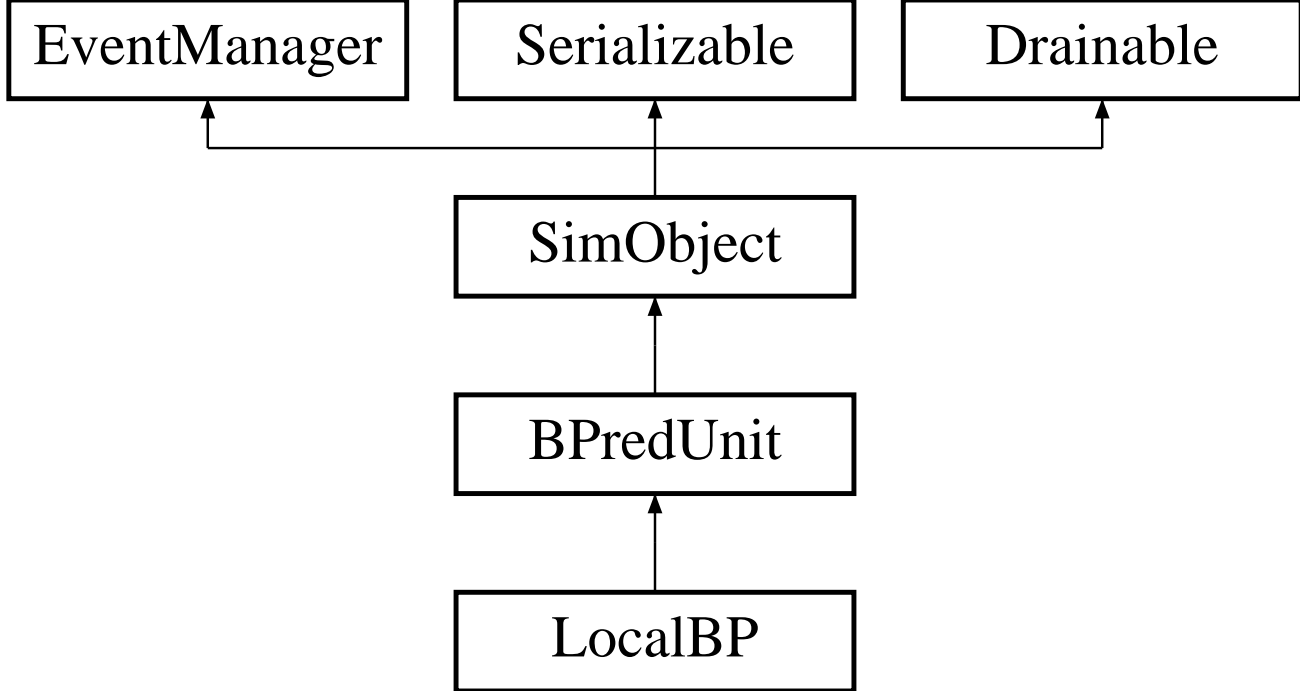 EventManager
Serializable
Drainable
SimObject
BPredUnit
LocalBP